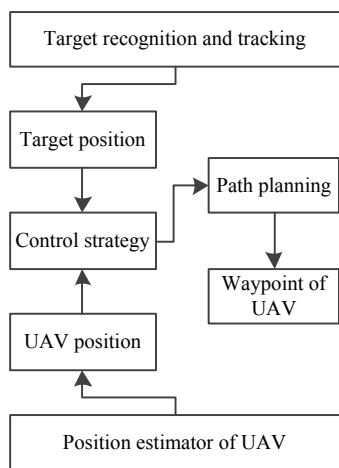 Target recognition and tracking
Target position
Path planning
Control strategy
Waypoint of
UAV
UAV position
Position estimator of UAV